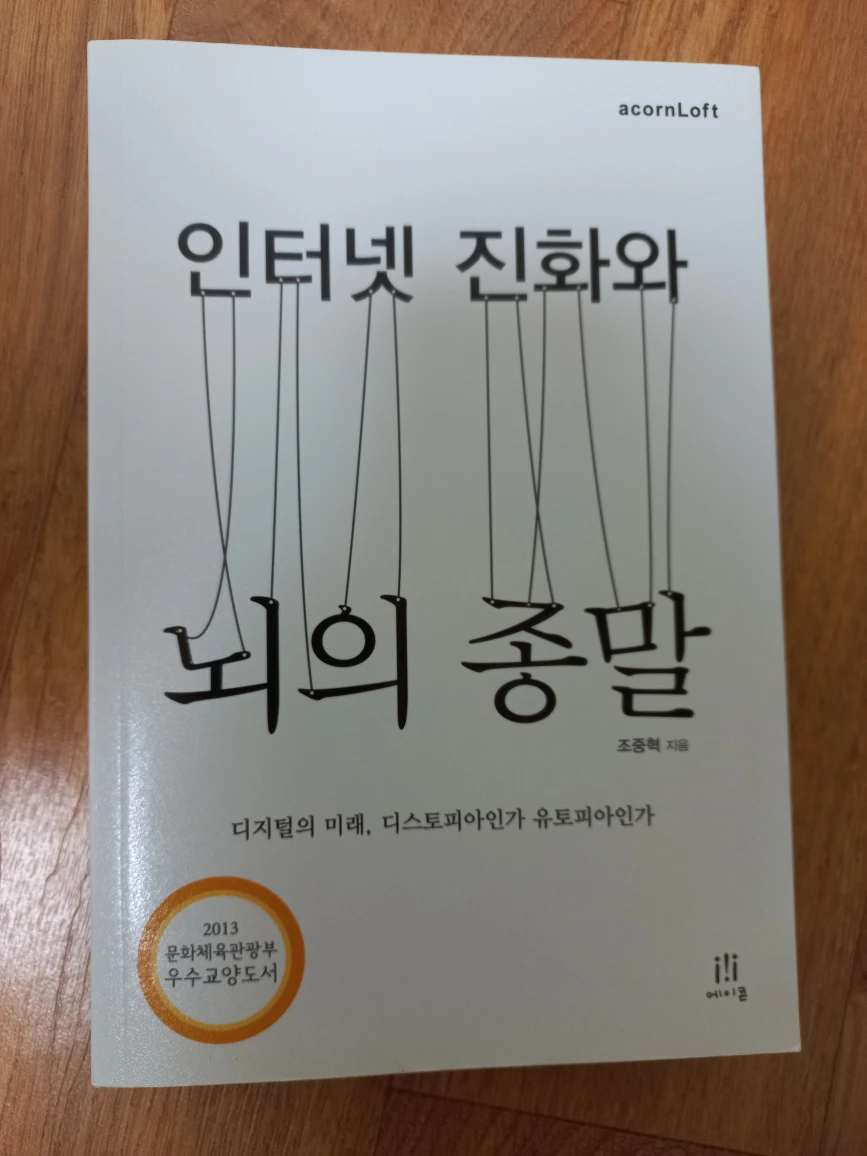 acornLoft
인터넷 진화와
뇌의 종말
조중혁 지음
디지털의 미래, 디스토피아인가 유토피아인가
2013
문화체육관광부
우수교양도서
에이콘